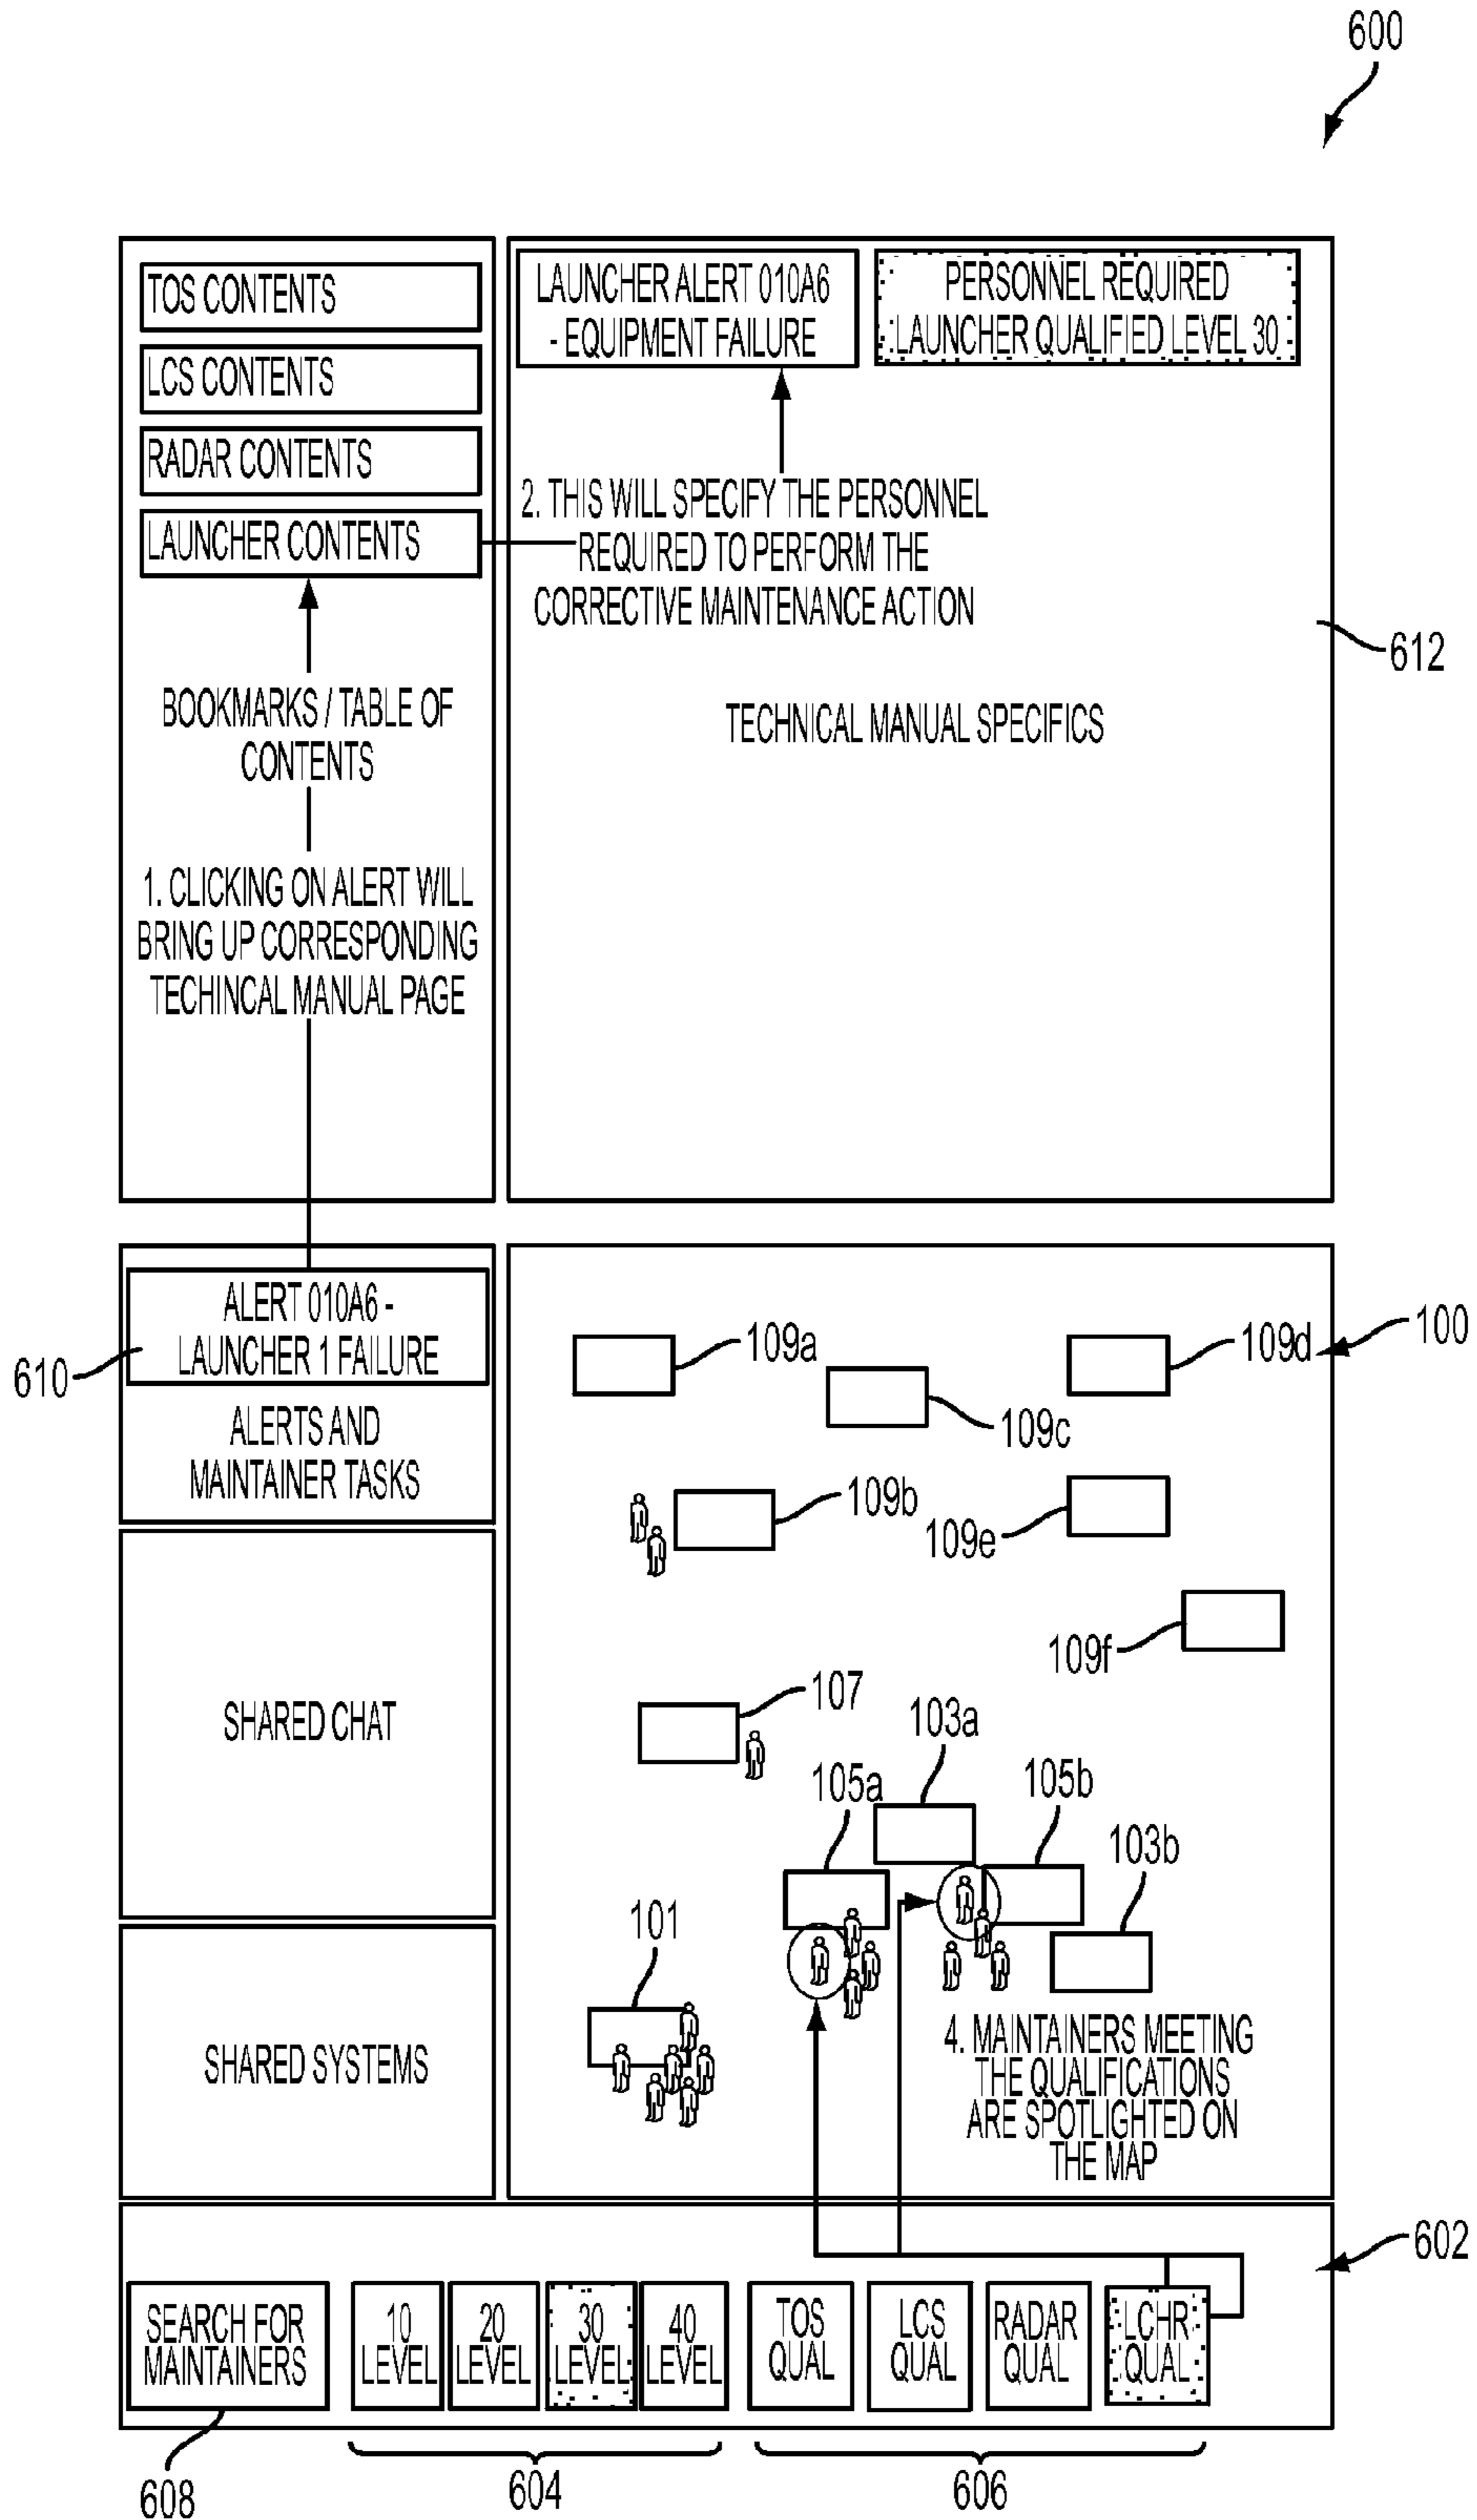 600
TOS CONTENTS
LCS CONTENTS
RADAR CONTENTS
LAUNCHER CONTENTS
BOOKMARKS / TABLE OF
CONTENTS
1. CLICKING ON ALERT WILL
BRING UP CORRESPONDING
TECHINCAL MANUAL PAGE
LAUNCHER ALERT 010A6
- EQUIPMENT FAILURE
PERSONNEL REQUIRED
LAUNCHER QUALIFIED LEVEL 30
2. THIS WILL SPECIFY THE PERSONNEL
REQUIRED TO PERFORM THE
CORRECTIVE MAINTENANCE ACTION
612
TECHNICAL MANUAL SPECIFICS
ALERT 010A6 -
LAUNCHER 1 FAILURE
610
ALERTS AND
MAINTAINER TASKS
SHARED CHAT
SHARED SYSTEMS
100
109a
109d
109c
109b
109e
109f
107
103a
105a
105b
103b
101
4. MAINTAINERS MEETING
THE QUALIFICATIONS
ARE SPOTLIGHTED ON
THE MAP
602
SEARCH FOR
MAINTAINERS
10
LEVEL
20
LEVEL
30
LEVEL
40
LEVEL
TOS
QUAL
LCS
QUAL
RADAR
QUAL
LCHR
QUAL
608
604
606